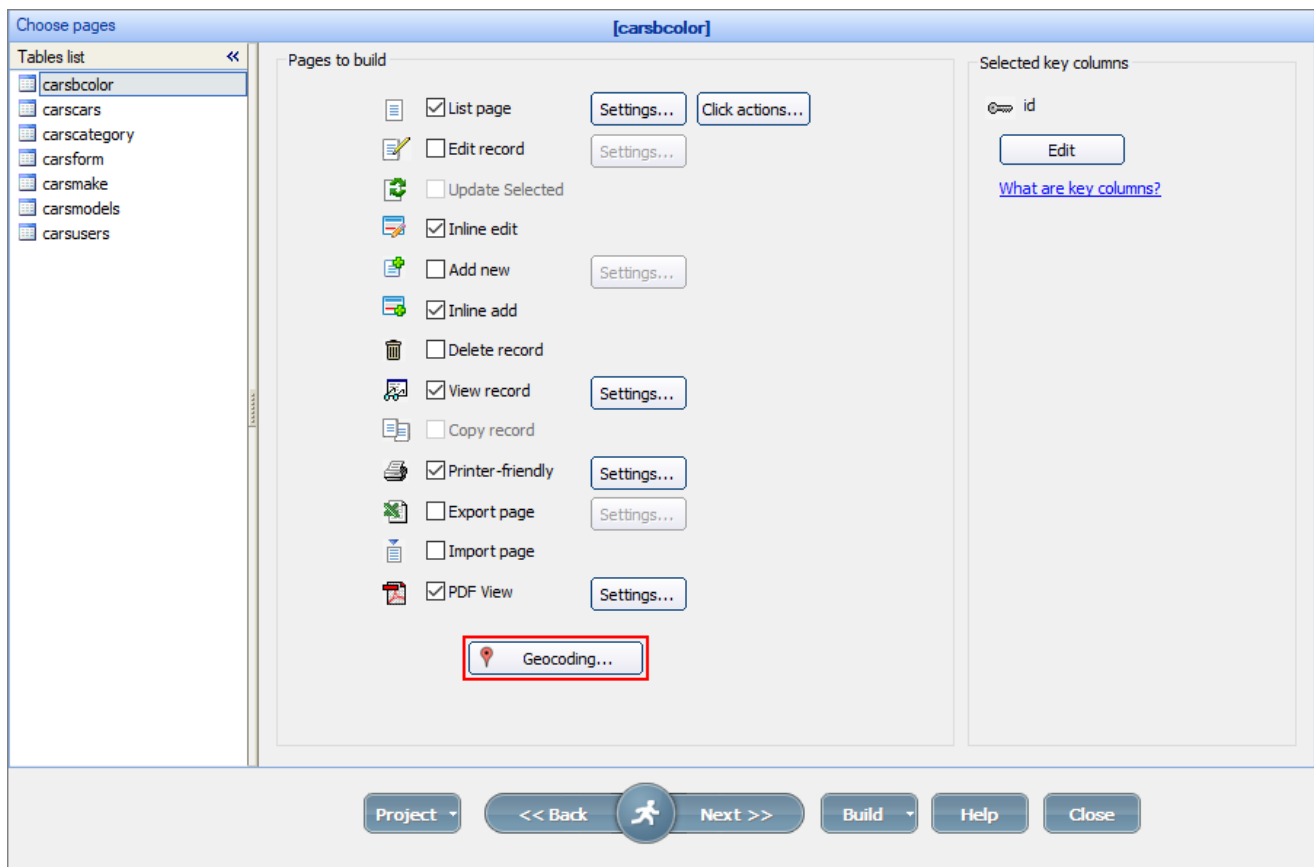 Choose pages
[carsbcolor]
Tables list «
carsbcolor
carscars
carscategory
carsform
carsmake
carsmodels
carsusers
Pages to build
List page Settings... Click actions...
Edit record Settings...
Update Selected
Inline edit
Add new Settings...
Inline add
Delete record
View record Settings...
Copy record
Printer-friendly Settings...
Export page Settings...
Import page
PDF View Settings...
Geocoding...
Selected key columns
id
Edit
What are key columns?
Project << Back Next >> Build Help Close